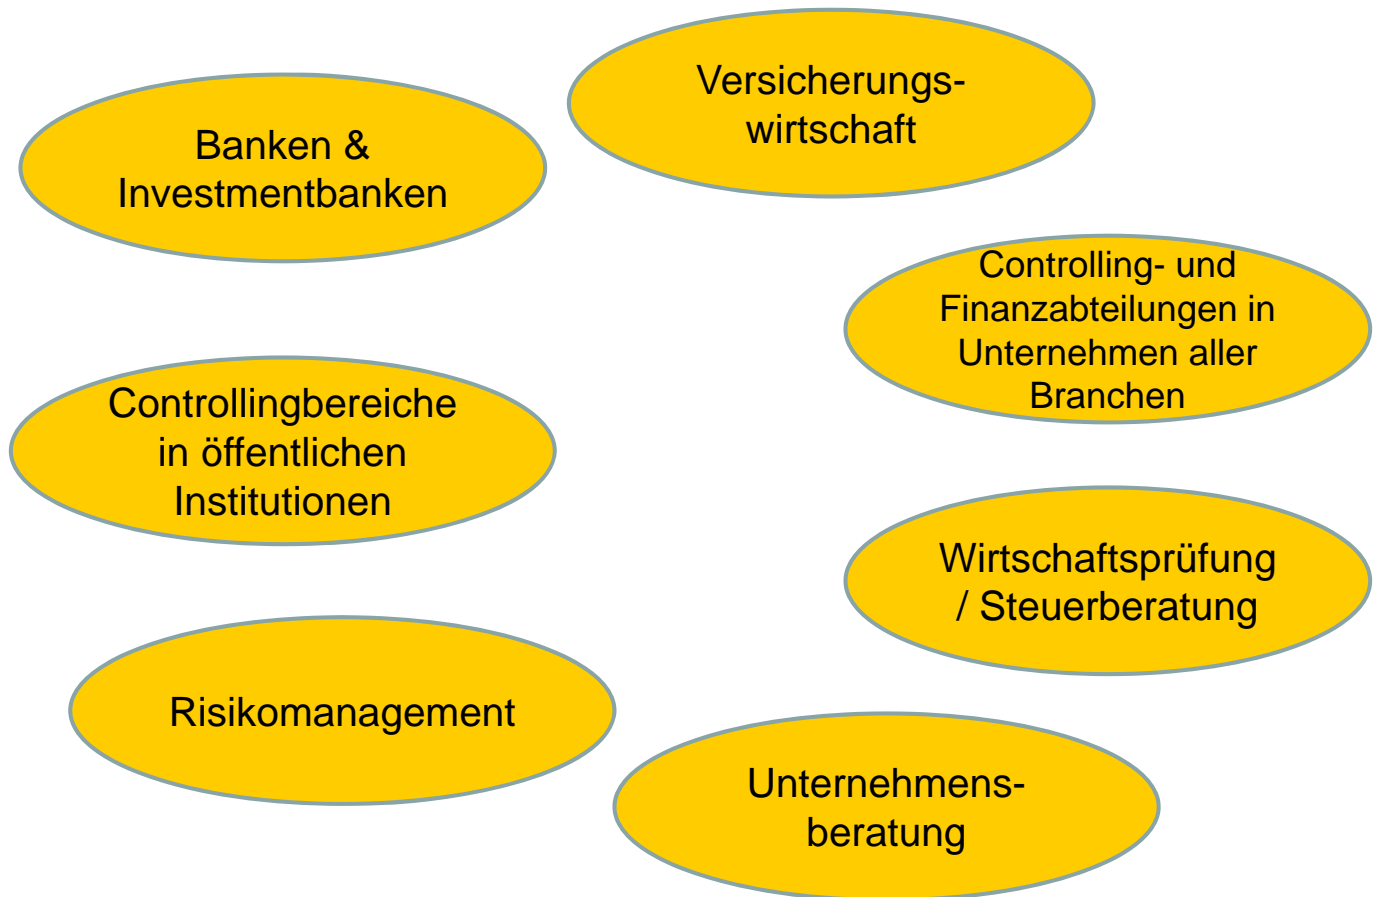 Versicherungs-
wirtschaft
Banken &
Investmentbanken
Controlling- und
Finanzabteilungen in
Unternehmen aller
Branchen
Controllingbereiche
in öffentlichen
Institutionen
Wirtschaftsprüfung
/ Steuerberatung
Risikomanagement
Unternehmens-
beratung